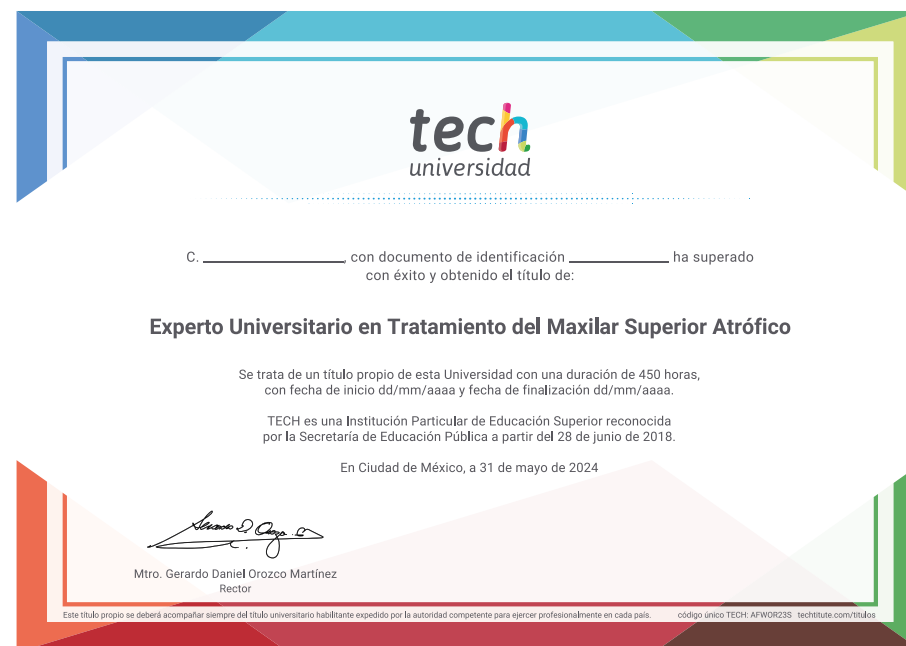 tech
universidad
C. ____________, con documento de identificación ____________ ha superado
con éxito y obtenido el título de:
Experto Universitario en Tratamiento del Maxilar Superior Atrófico
Se trata de un título propio de esta Universidad con una duración de 450 horas,
con fecha de inicio dd/mm/aaaa y fecha de finalización dd/mm/aaaa.
TECH es una Institución Particular de Educación Superior reconocida
por la Secretaría de Educación Pública a partir del 28 de junio de 2018.
En Ciudad de México, a 31 de mayo de 2024
Mtro. Gerardo Daniel Orozco Martínez
Rector
Este título propio se deberá acompañar siempre del título universitario habilitante expedido por la autoridad competente para ejercer profesionalmente en cada país. código único TECH: AFWOR23S techtitute.com/titulos